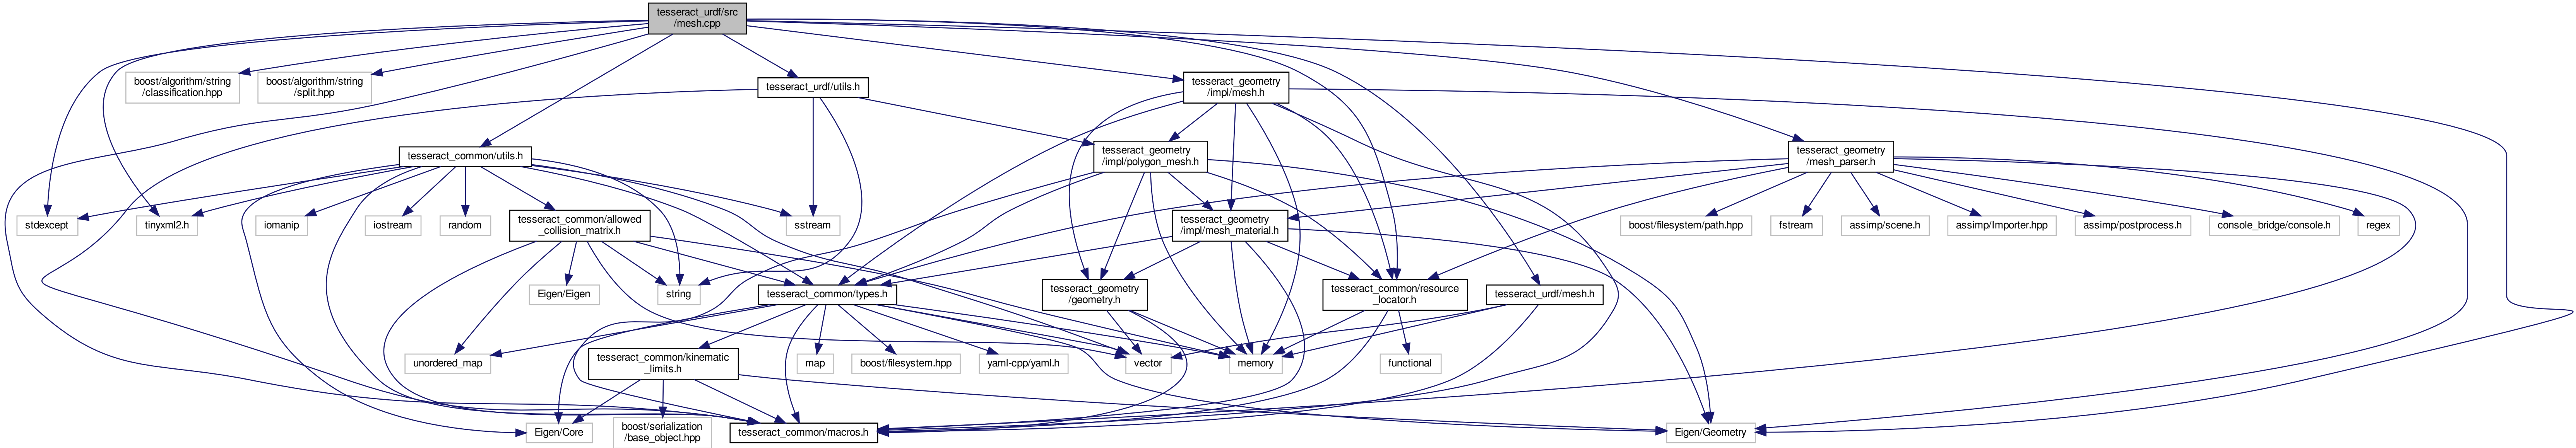 tesseract_urdf/src
/mesh.cpp
boost/algorithm/string
/classification.hpp
boost/algorithm/string
/split.hpp
tesseract_urdf/utils.h
tesseract_geometry
/impl/mesh.h
tesseract_common/utils.h
tesseract_geometry
/impl/polygon_mesh.h
tesseract_geometry
/mesh_parser.h
stdexcept
tinyxml2.h
iomanip
iostream
random
tesseract_common/allowed
_collision_matrix.h
sstream
tesseract_geometry
/impl/mesh_material.h
boost/filesystem/path.hpp
fstream
assimp/scene.h
assimp/Importer.hpp
assimp/postprocess.h
console_bridge/console.h
regex
Eigen/Eigen
string
tesseract_common/types.h
tesseract_geometry
/geometry.h
tesseract_common/resource
_locator.h
tesseract_urdf/mesh.h
unordered_map
tesseract_common/kinematic
_limits.h
map
boost/filesystem.hpp
yaml-cpp/yaml.h
vector
memory
functional
Eigen/Core
boost/serialization
/base_object.hpp
tesseract_common/macros.h
Eigen/Geometry